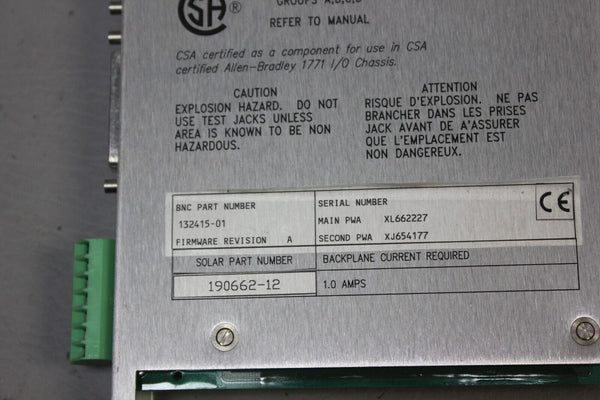 GROUPS A,B,C,D
CSA ®
REFER TO MANUAL
CSA certified as a component for use in CSA
certified Allen-Bradley 1771 I/O Chassis.
CAUTION
EXPLOSION HAZARD. DO NOT
USE TEST JACKS UNLESS
AREA IS KNOWN TO BE NON
HAZARDOUS.
ATTENTION
RISQUE D'EXPLOSION. NE PAS
BRANCHER DANS LES PRISES
JACK AVANT DE A'ASSURER
QUE L'EMPLACEMENT EST
NON DANGEREUX.
BNC PART NUMBER
132415-01
FIRMWARE REVISION A
SERIAL NUMBER
MAIN PWA XL662227
SECOND PWA XJ654177
CE
SOLAR PART NUMBER
190662-12
BACKPLANE CURRENT REQUIRED
1.0 AMPS